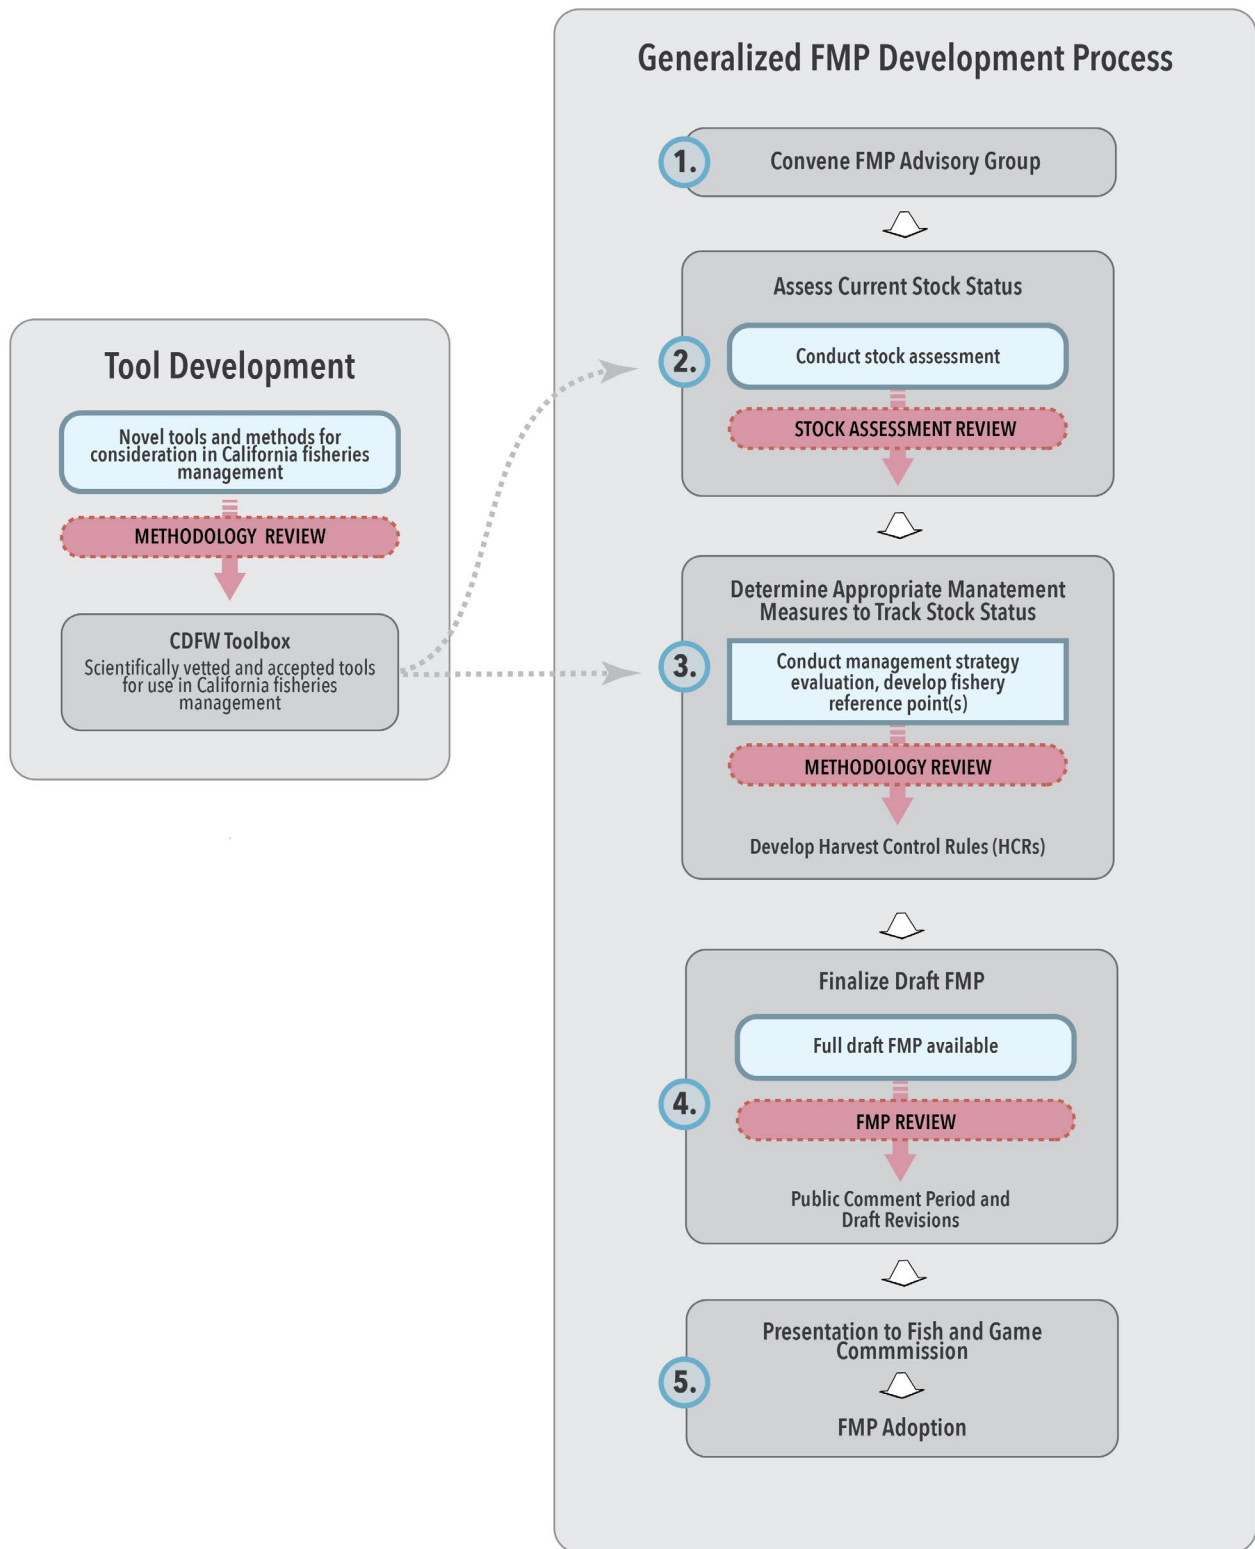 Generalized FMP Development Process
1.
Convene FMP Advisory Group
Assess Current Stock Status
2.
Conduct stock assessment
STOCK ASSESSMENT REVIEW
Tool Development
Novel tools and methods for
consideration in California fisheries
management
METHODOLOGY REVIEW
CDFW Toolbox
Scientifically vetted and accepted tools
for use in California fisheries
management
Determine Appropriate Manatement
Measures to Track Stock Status
3.
Conduct management strategy
evaluation, develop fishery
reference point(s)
METHODOLOGY REVIEW
Develop Harvest Control Rules (HCRs)
Finalize Draft FMP
Full draft FMP available
4.
FMP REVIEW
Public Comment Period and
Draft Revisions
Presentation to Fish and Game
Commmission
5.
FMP Adoption